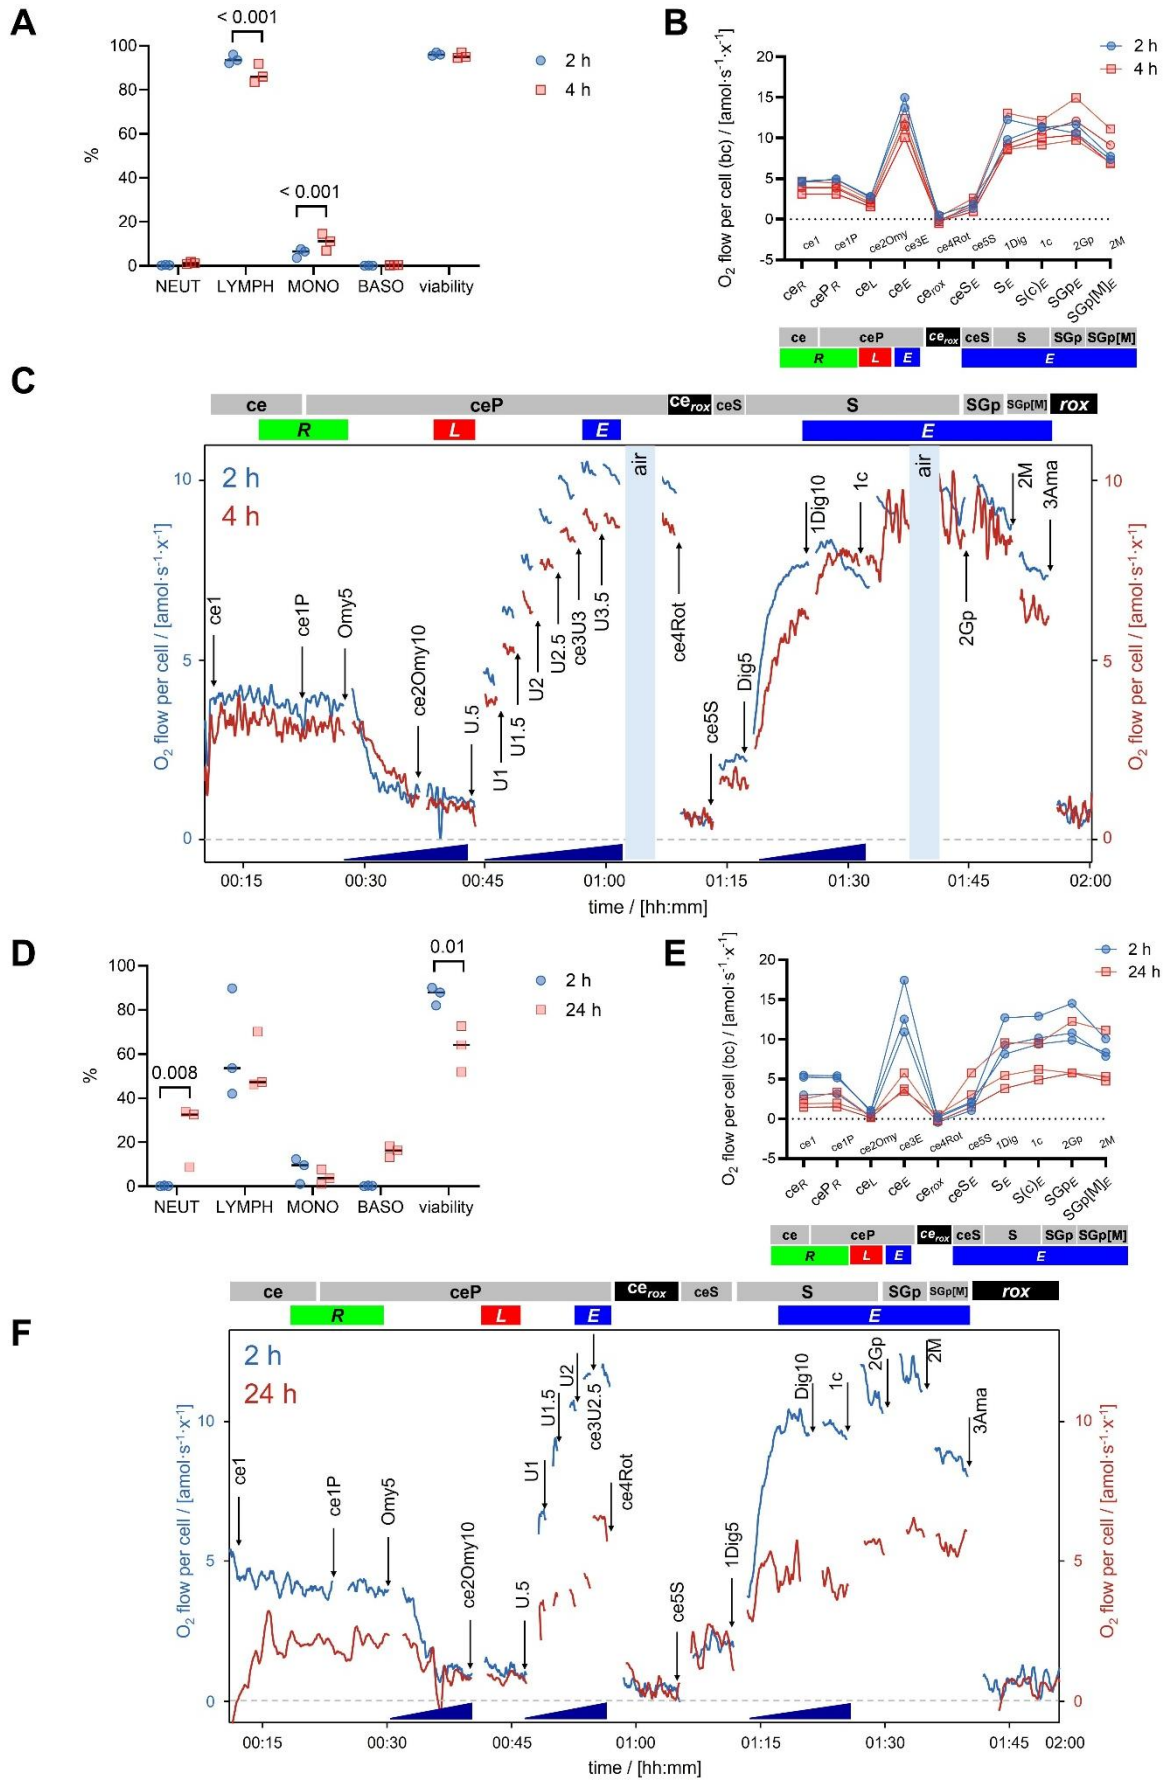 A
< 0.001
< 0.001
100
80
60
40
20
0
%
NEUT LYMPH MONO BASO viability
2 h
4 h
B
O2 flow per cell (bc) / [amol·s-1·x-1]
20
15
10
5
0
-5
2 h
4 h
ce1 ce1P ce2Omy ce3E ce4Rot ce5S 1Dig 1c 2Gp 2M
ceR cePR ceL ceE cerox ceSE SE S(c)E SGpE SGp[M]E
ce ceP cerox ceS S SGp SGp[M]
R L E E
C
ce ceP cerox ceS S SGp SGp[M] rox
R L E E
2 h
4 h
O2 flow per cell / [amol·s-1·x-1]
10
5
0
ce1
ce1P
Omy5
ce2Omy10
U.5
U1
U1.5
U2
U2.5
ce3U3
U3.5
air
ce4Rot
ce5S
Dig5
1Dig10
1c
air
2Gp
2M
3Ama
10
5
0
O2 flow per cell / [amol·s-1·x-1]
00:15 00:30 00:45 01:00 01:15 01:30 01:45 02:00
time / [hh:mm]
D
0.01
0.008
100
80
60
40
20
0
%
NEUT LYMPH MONO BASO viability
2 h
24 h
E
O2 flow per cell (bc) / [amol·s-1·x-1]
20
15
10
5
0
-5
2 h
24 h
ce1 ce1P ce2Omy ce3E ce4Rot ce5S 1Dig 1c 2Gp 2M
ceR cePR ceL ceE cerox ceSE SE S(c)E SGpE SGp[M]E
ce ceP cerox ceS S SGp SGp[M]
R L E E
F
ce ceP cerox ceS S SGp SGp[M] rox
R L E E
2 h
24 h
O2 flow per cell / [amol·s-1·x-1]
10
5
0
ce1
ce1P
Omy5
ce2Omy10
U.5
U1
U1.5
U2
ce3U2.5
ce4Rot
ce5S
1Dig5
Dig10
1c
2Gp
2M
3Ama
10
5
0
O2 flow per cell / [amol·s-1·x-1]
00:15 00:30 00:45 01:00 01:15 01:30 01:45 02:00
time / [hh:mm]